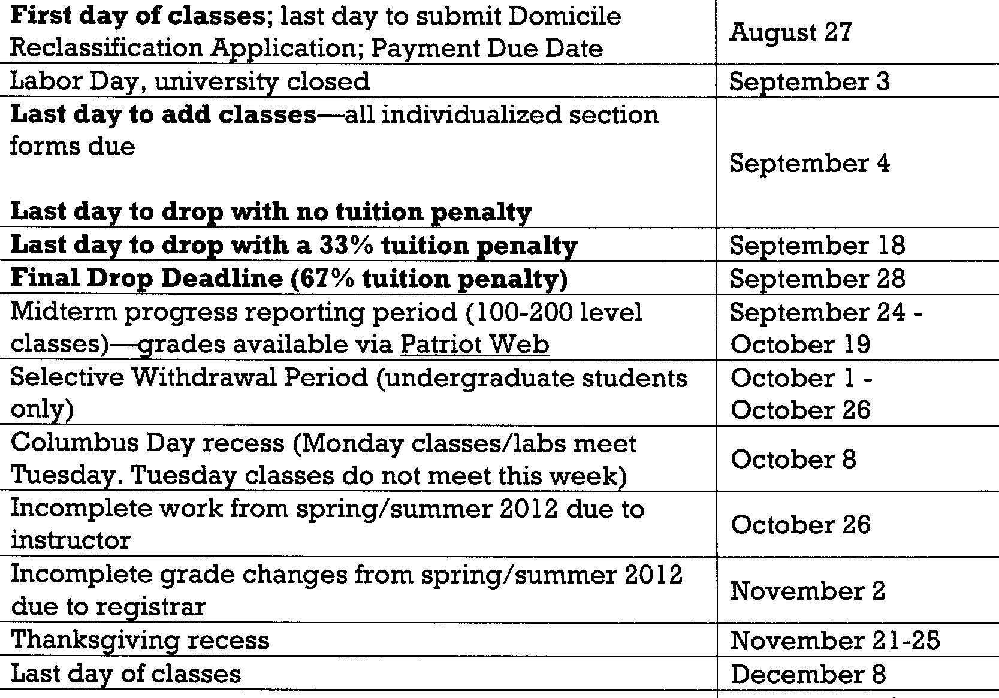 First day of classes; last day to submit Domicile
Reclassification Application; Payment Due Date
August 27
Labor Day, university closed
September 3
Last day to add classes—all individualized section
forms due
Last day to drop with no tuition penalty
September 4
Last day to drop with a 33% tuition penalty
September 18
Final Drop Deadline (67% tuition penalty)
September 28
Midterm progress reporting period (100-200 level
classes)—grades available via Patriot Web
September 24 -
October 19
Selective Withdrawal Period (undergraduate students
only)
October 1 -
October 26
Columbus Day recess (Monday classes/labs meet
Tuesday. Tuesday classes do not meet this week)
October 8
Incomplete work from spring/summer 2012 due to
instructor
October 26
Incomplete grade changes from spring/summer 2012
due to registrar
November 2
Thanksgiving recess
November 21-25
Last day of classes
December 8